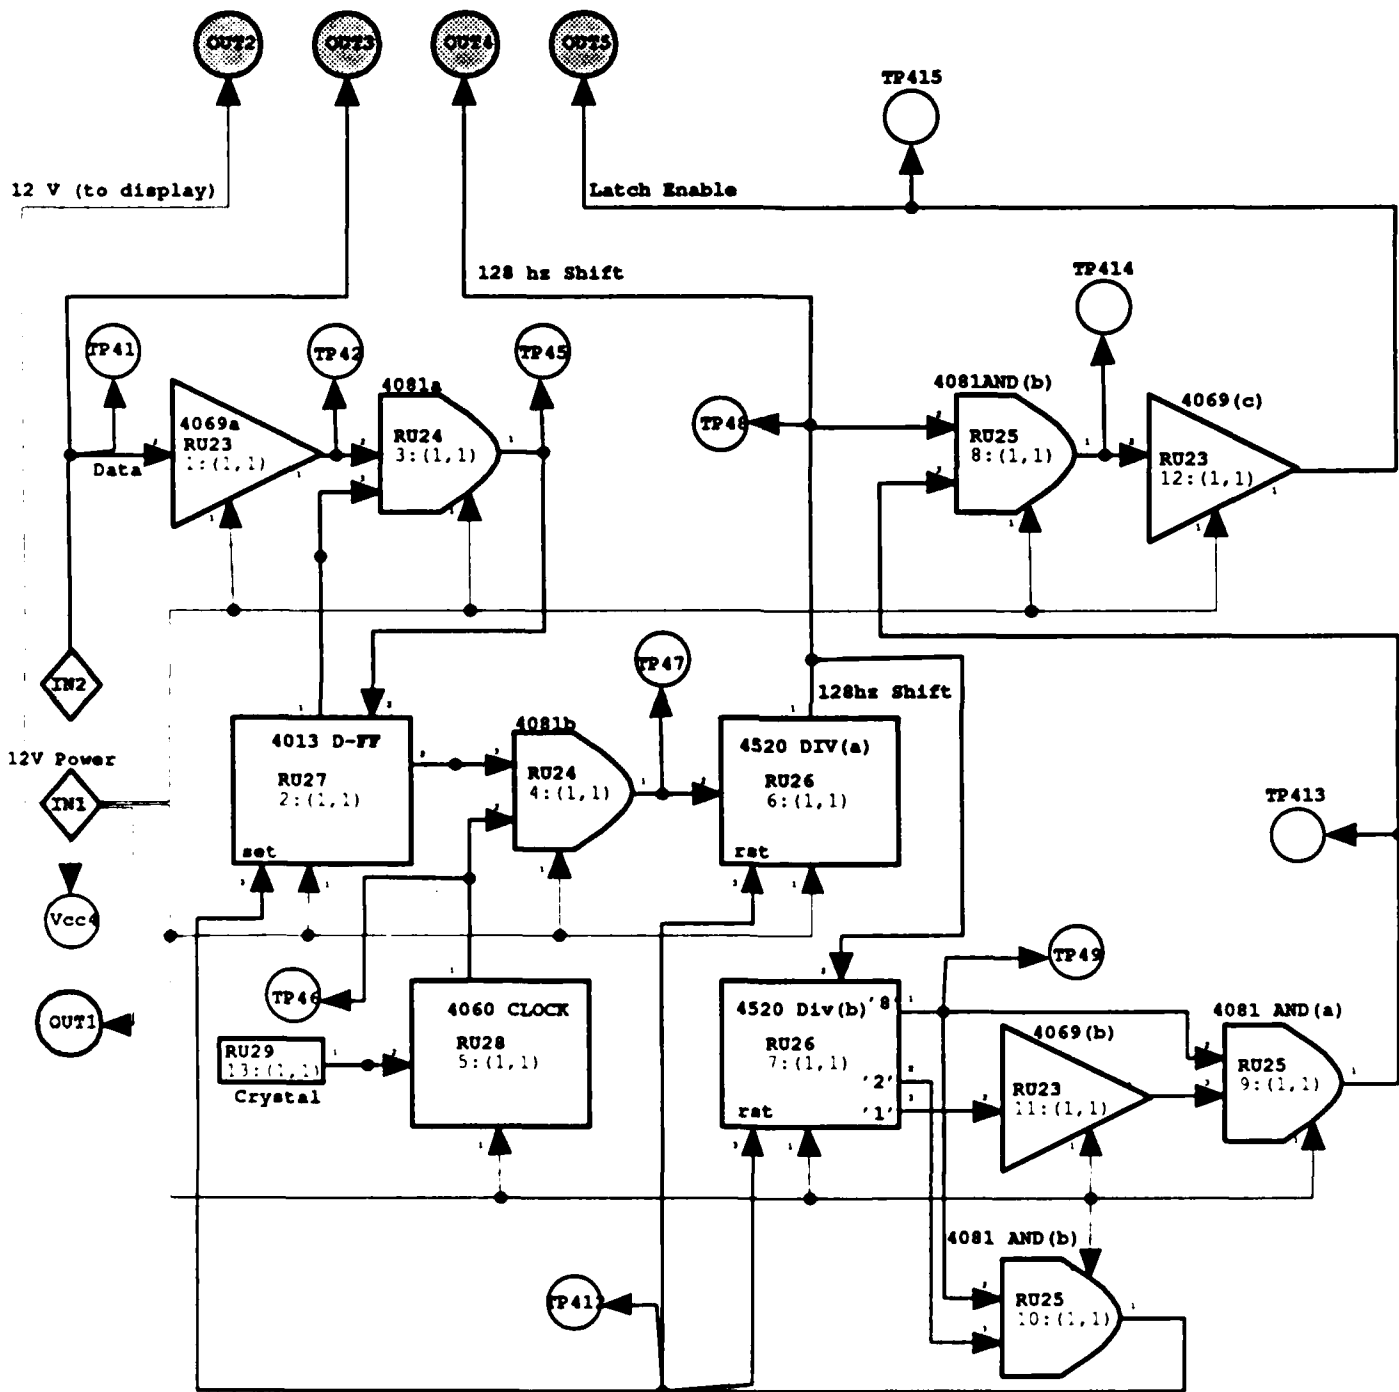 OUT2
OUT3
OUT4
OUT5
TP415
12 V (to display)
Latch Enable
128 hz Shift
TP414
TP41
TP42
TP45
4081a
4081AND(b)
4069(c)
4069a
RU23
1:(1,1)
Data
RU24
3:(1,1)
TP48
RU25
8:(1,1)
RU23
12:(1,1)
IN2
TP47
128hz Shift
12V Power
IN1
4013 D-FF
RU27
2:(1,1)
set
4081b
RU24
4:(1,1)
4520 DIV(a)
RU26
6:(1,1)
rst
TP413
Vcc4
TP46
TP49
OUT1
4060 CLOCK
RU28
5:(1,1)
RU29
13:(1,1)
Crystal
4520 Div(b)
'8'
RU26
7:(1,1)
'2'
'1'
rst
4069(b)
RU23
11:(1,1)
4081 AND(a)
RU25
9:(1,1)
4081 AND(b)
RU25
10:(1,1)